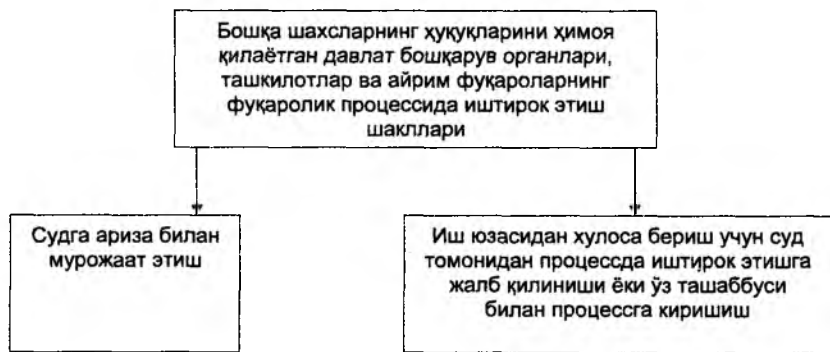 Бошқа шахсларнинг ҳуқуқларини ҳимоя
қилаётган давлат бошқарув органлари,
ташкилотлар ва айрим фуқароларнинг
фуқаролик процессида иштирок этиш
шакллари
Судга ариза билан
мурожаат этиш
Иш юзасидан хулоса бериш учун суд
томонидан процессда иштирок этишга
жалб қилиниши ёки ўз ташаббуси
билан процессга киришиш